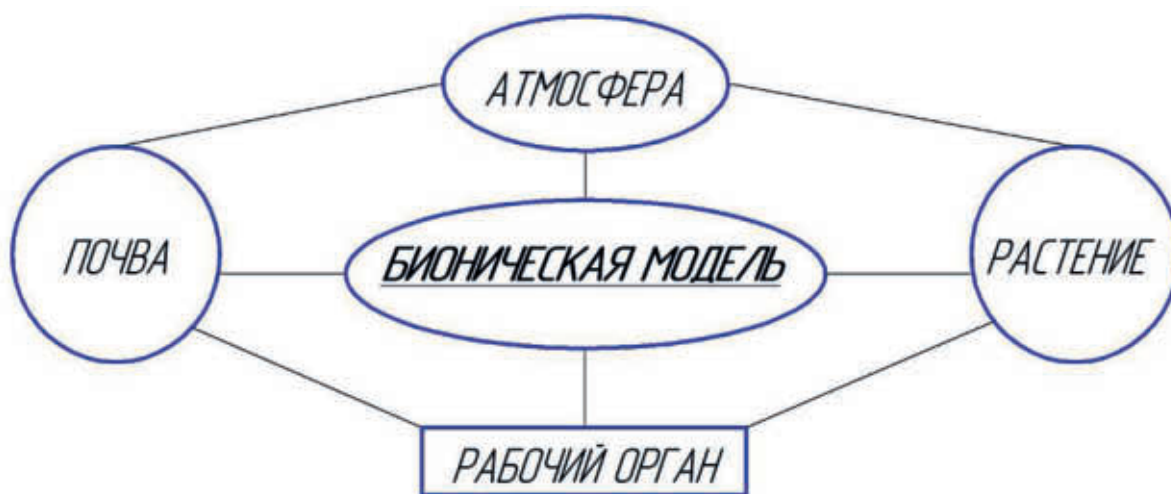 АТМОСФЕРА
ПОЧВА
БИОНИЧЕСКАЯ МОДЕЛЬ
РАСТЕНИЕ
РАБОЧИЙ ОРГАН